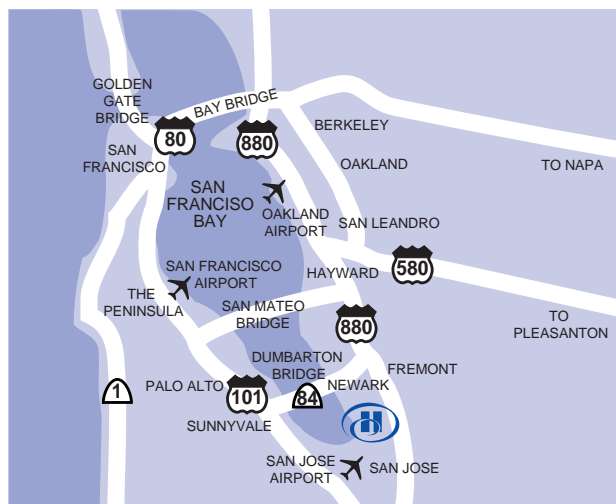 GOLDEN
GATE
BRIDGE
BAY BRIDGE
80
880
BERKELEY
SAN
FRANCISCO
OAKLAND
TO NAPA
SAN
FRANCISO
BAY
OAKLAND
AIRPORT
SAN LEANDRO
SAN FRANCISCO
AIRPORT
HAYWARD
580
THE
PENINSULA
SAN MATEO
BRIDGE
880
TO
PLEASANTON
DUMBARTON
BRIDGE
FREMONT
1
PALO ALTO
101
84
NEWARK
SUNNYVALE
H
SAN JOSE
AIRPORT
SAN JOSE